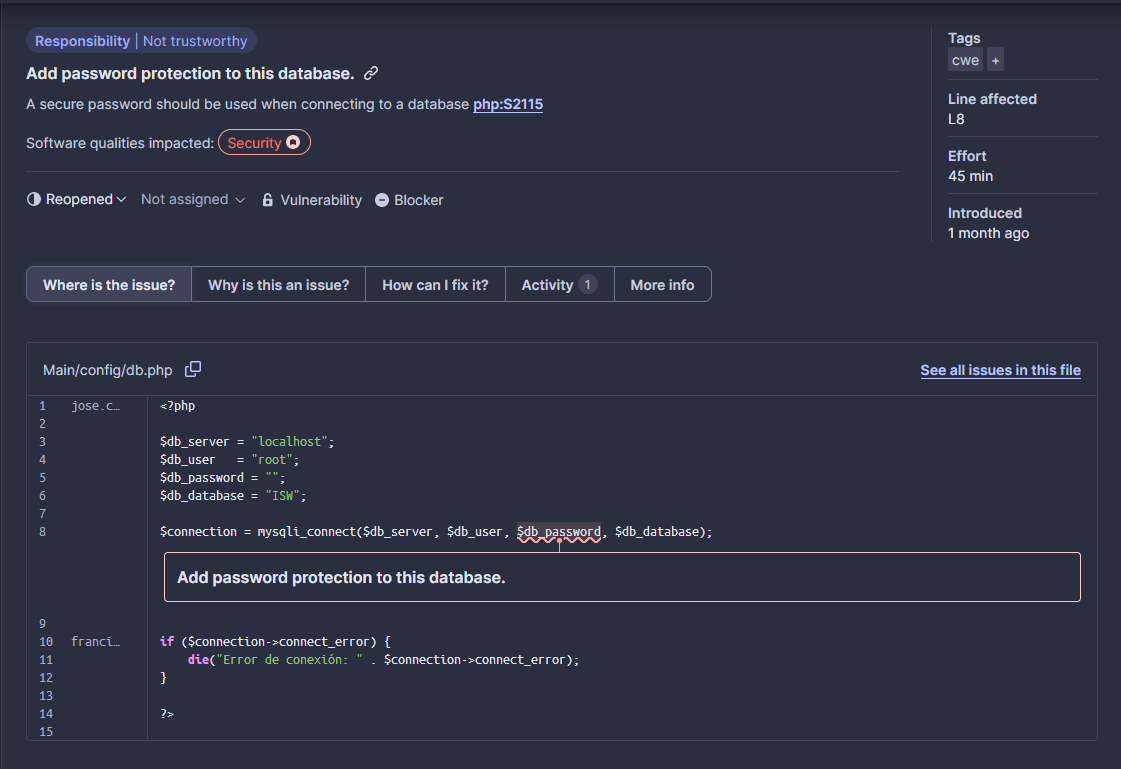 Responsibility | Not trustworthy
Add password protection to this database.
A secure password should be used when connecting to a database php:S2115
Software qualities impacted: Security
Reopened Not assigned Vulnerability Blocker
Tags
cwe +
Line affected
L8
Effort
45 min
Introduced
1 month ago
Where is the issue? Why is this an issue? How can I fix it? Activity 1 More info
Main/config/db.php See all issues in this file
1 jose.c… <?php
2
3 $db_server = "localhost";
4 $db_user   = "root";
5 $db_password = "";
6 $db_database = "ISW";
7
8 $connection = mysqli_connect($db_server, $db_user, $db_password, $db_database);
Add password protection to this database.
9
10 franci… if ($connection->connect_error) {
11     die("Error de conexión: " . $connection->connect_error);
12 }
13
14 ?>
15